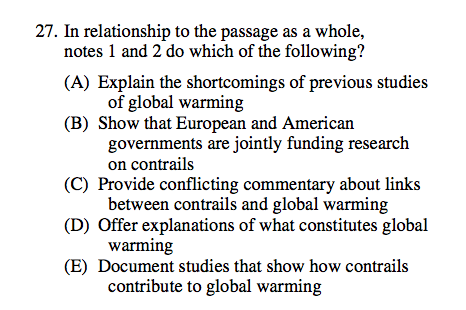 27. In relationship to the passage as a whole,
notes 1 and 2 do which of the following?
(A) Explain the shortcomings of previous studies
of global warming
(B) Show that European and American
governments are jointly funding research
on contrails
(C) Provide conflicting commentary about links
between contrails and global warming
(D) Offer explanations of what constitutes global
warming
(E) Document studies that show how contrails
contribute to global warming